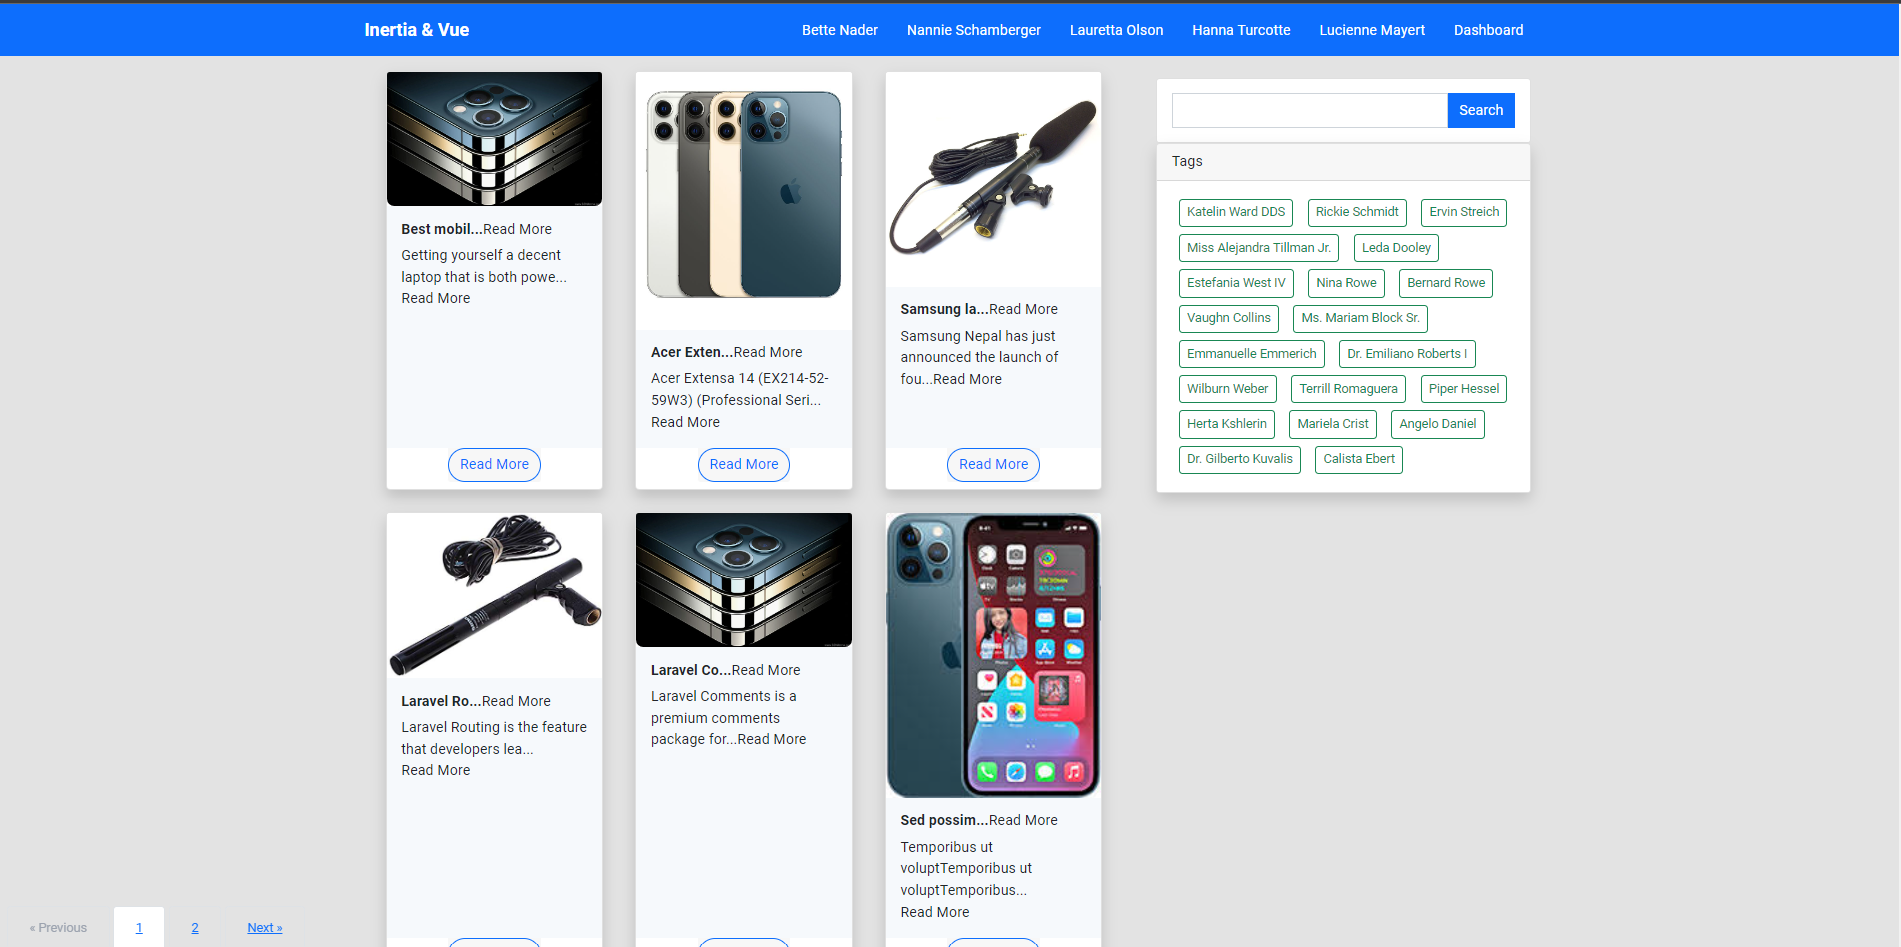 Inertia & Vue
Bette Nader Nannie Schamberger Lauretta Olson Hanna Turcotte Lucienne Mayert Dashboard
Best mobil...Read More
Getting yourself a decent
laptop that is both powe...
Read More
Read More
Acer Exten...Read More
Acer Extensa 14 (EX214-52-
59W3) (Professional Seri...
Read More
Read More
Samsung la...Read More
Samsung Nepal has just
announced the launch of
fou...Read More
Read More
Search
Tags
Katelin Ward DDS Rickie Schmidt Ervin Streich
Miss Alejandra Tillman Jr. Leda Dooley
Estefania West IV Nina Rowe Bernard Rowe
Vaughn Collins Ms. Mariam Block Sr.
Emmanuelle Emmerich Dr. Emiliano Roberts I
Wilburn Weber Terrill Romaguera Piper Hessel
Herta Kshlerin Mariela Crist Angelo Daniel
Dr. Gilberto Kuvalis Calista Ebert
Laravel Ro...Read More
Laravel Routing is the feature
that developers lea...
Read More
Laravel Co...Read More
Laravel Comments is a
premium comments
package for...Read More
Sed possim...Read More
Temporibus ut
voluptTemporibus ut
voluptTemporibus...
Read More
« Previous 1 2 Next »